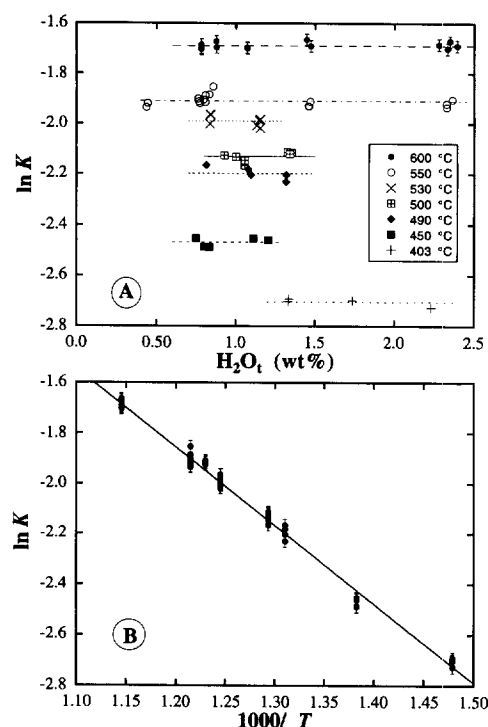 -1.6
-1.8
-2.0
-2.2
-2.4
-2.6
-2.8
ln K
A
600 °C
550 °C
530 °C
500 °C
490 °C
450 °C
403 °C
0.0 0.50 1.0 1.5 2.0 2.5
H₂Oₜ (wt%)
-1.6
-1.8
-2.0
-2.2
-2.4
-2.6
-2.8
ln K
B
1.10 1.15 1.20 1.25 1.30 1.35 1.40 1.45 1.50
1000/ T